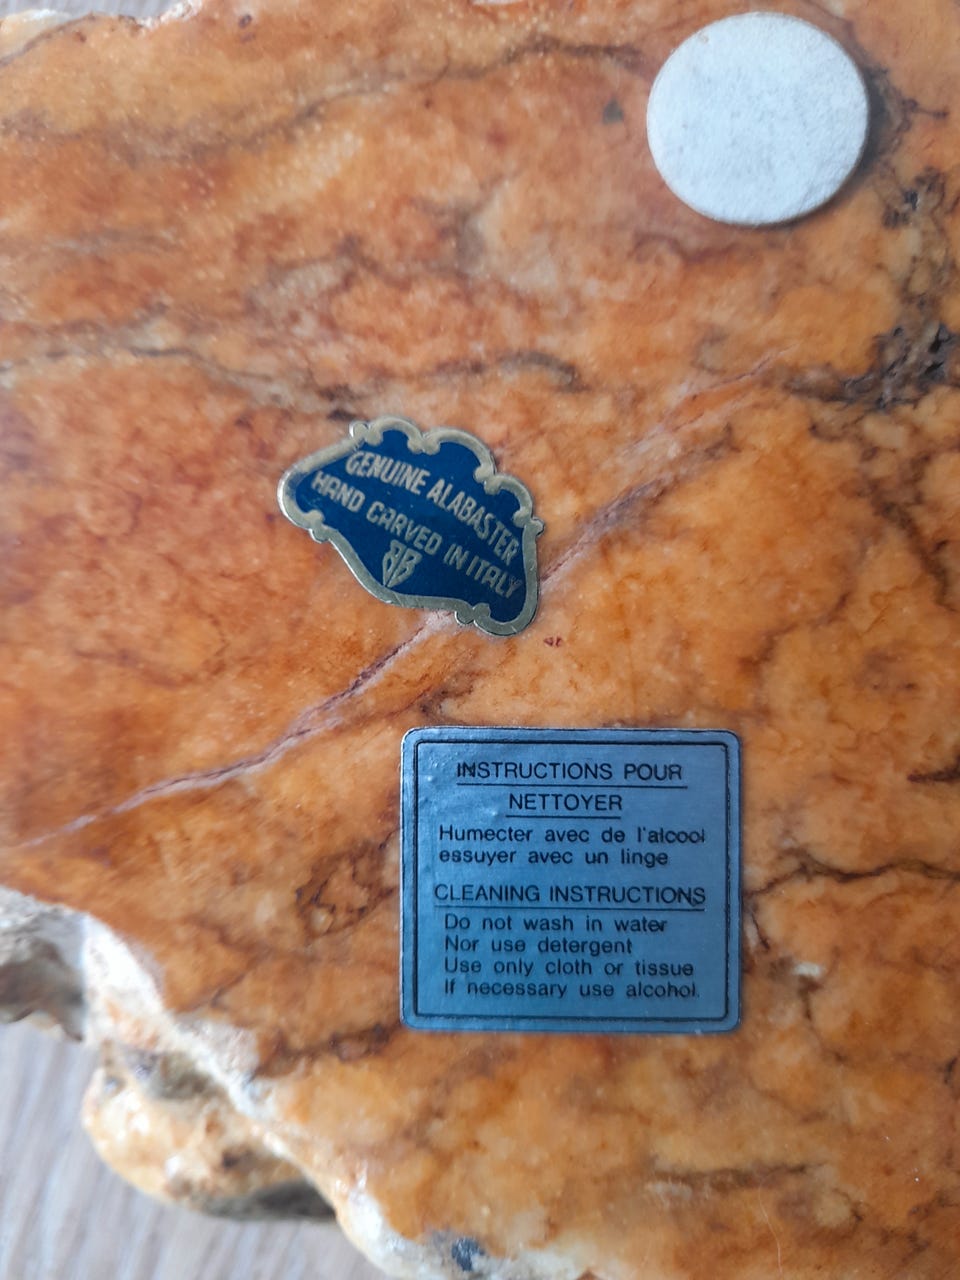 GENUINE ALABASTER
HAND CARVED IN ITALY
INSTRUCTIONS POUR
NETTOYER
Humecter avec de l'alcool
essuyer avec un linge
CLEANING INSTRUCTIONS
Do not wash in water
Nor use detergent
Use only cloth or tissue
If necessary use alcohol.